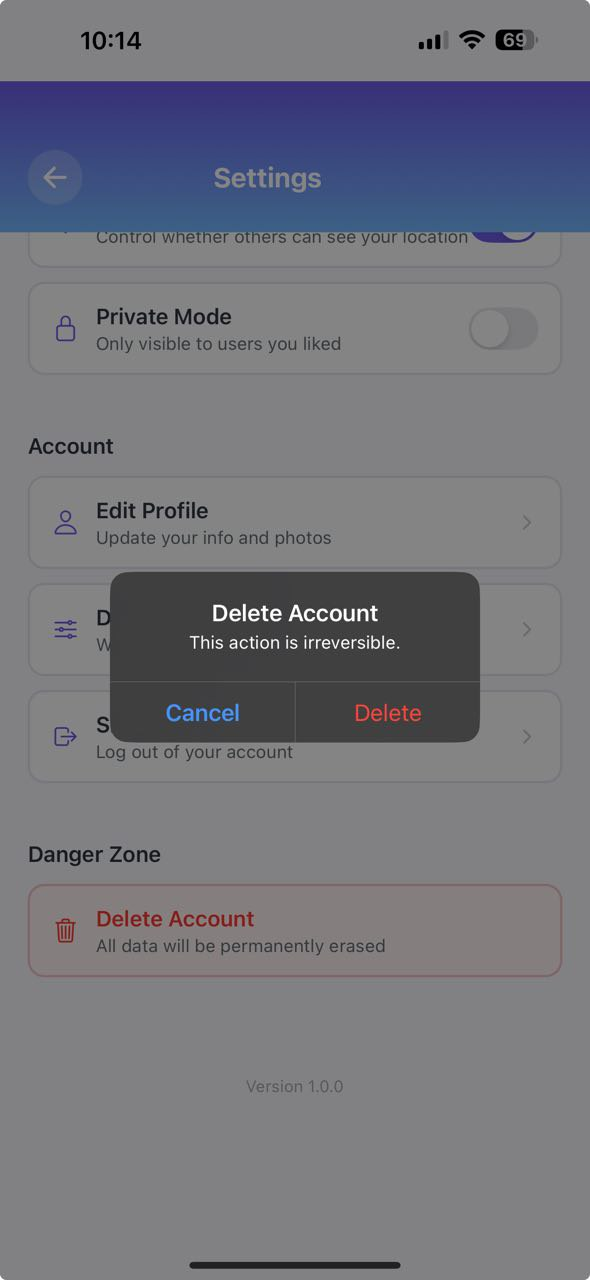 10:14
69
Settings
Control whether others can see your location
Private Mode
Only visible to users you liked
Account
Edit Profile
Update your info and photos
Delete Account
This action is irreversible.
Cancel
Delete
Log out of your account
Danger Zone
Delete Account
All data will be permanently erased
Version 1.0.0